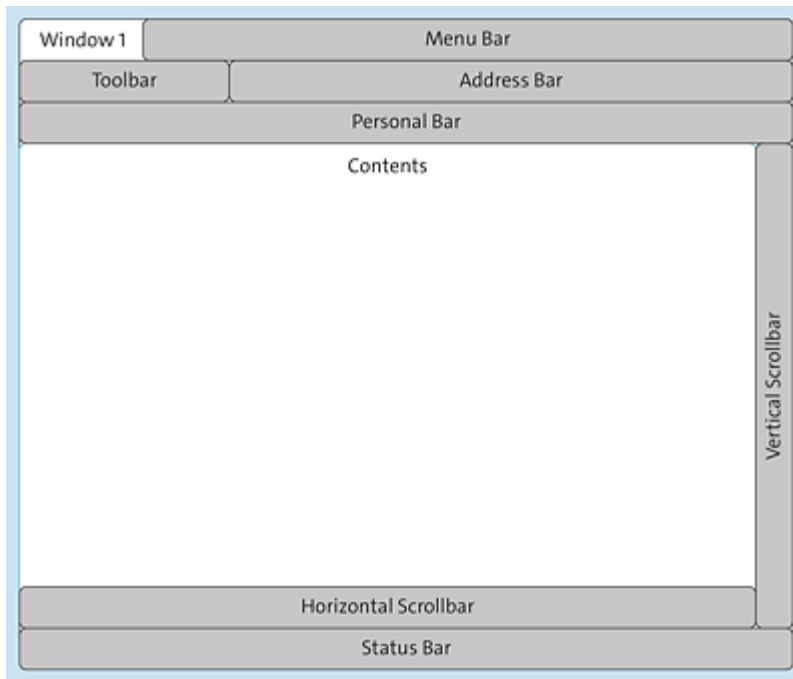 Window 1
Menu Bar
Toolbar
Address Bar
Personal Bar
Contents
Vertical Scrollbar
Horizontal Scrollbar
Status Bar